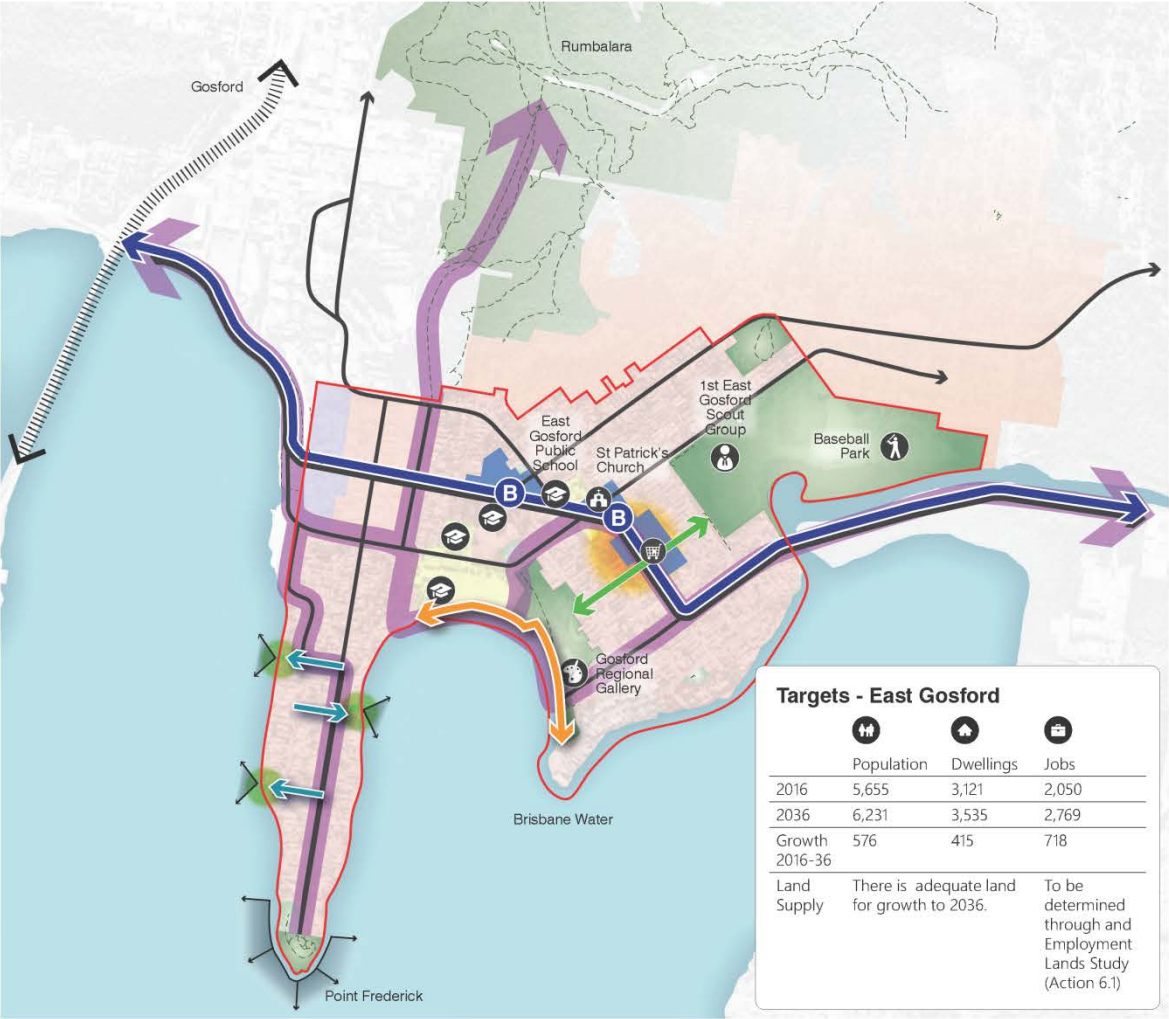 Rumbalara
Gosford
1st East
Gosford
Scout
Group
East
Gosford
Public
School
St Patrick's
Church
Baseball
Park
B
B
Gosford
Regional
Gallery
Brisbane Water
Point Frederick
Targets - East Gosford
Population Dwellings Jobs
2016 5,655 3,121 2,050
2036 6,231 3,535 2,769
Growth 576 415 718
2016-36
Land There is adequate land To be
Supply for growth to 2036. determined
through and
Employment
Lands Study
(Action 6.1)